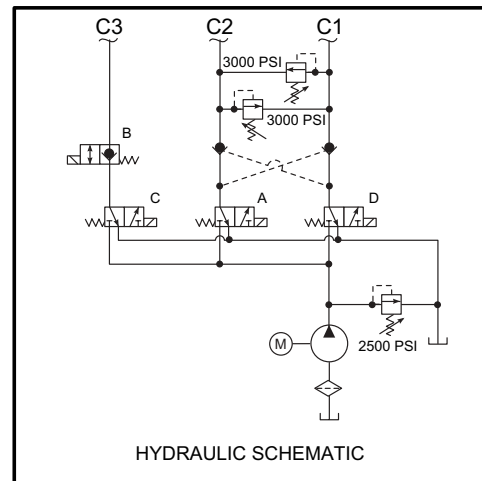 C3 C2 C1
3000 PSI
3000 PSI
B
C A D
M
2500 PSI
HYDRAULIC SCHEMATIC